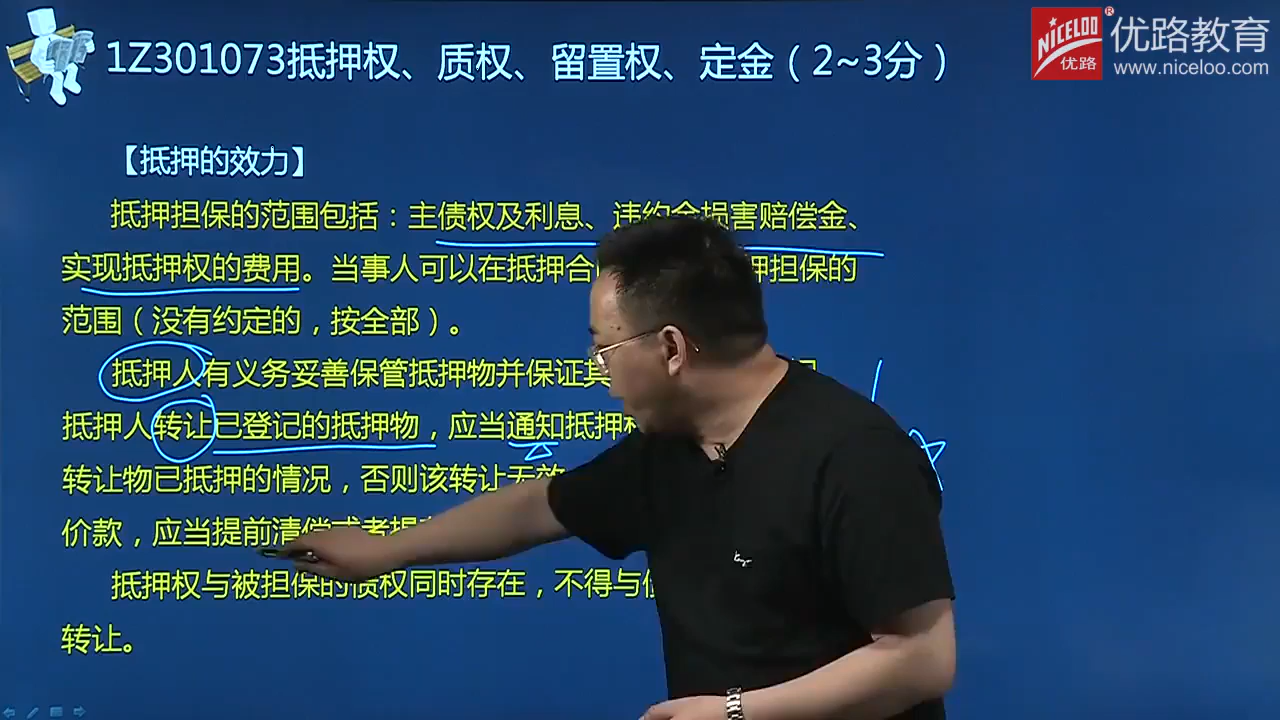 1Z301073抵押权、质权、留置权、定金（2~3分）
NICELOO
优路
®
优路教育
www.niceloo.com
【抵押的效力】
抵押担保的范围包括：主债权及利息、违约金损害赔偿金、
实现抵押权的费用。当事人可以在抵押合 押担保的
范围（没有约定的，按全部）。
抵押人有义务妥善保管抵押物并保证其
抵押人转让已登记的抵押物，应当通知抵押
转让物已抵押的情况，否则该转让无效
价款，应当提前清偿或者提
抵押权与被担保的债权同时存在，不得与
转让。